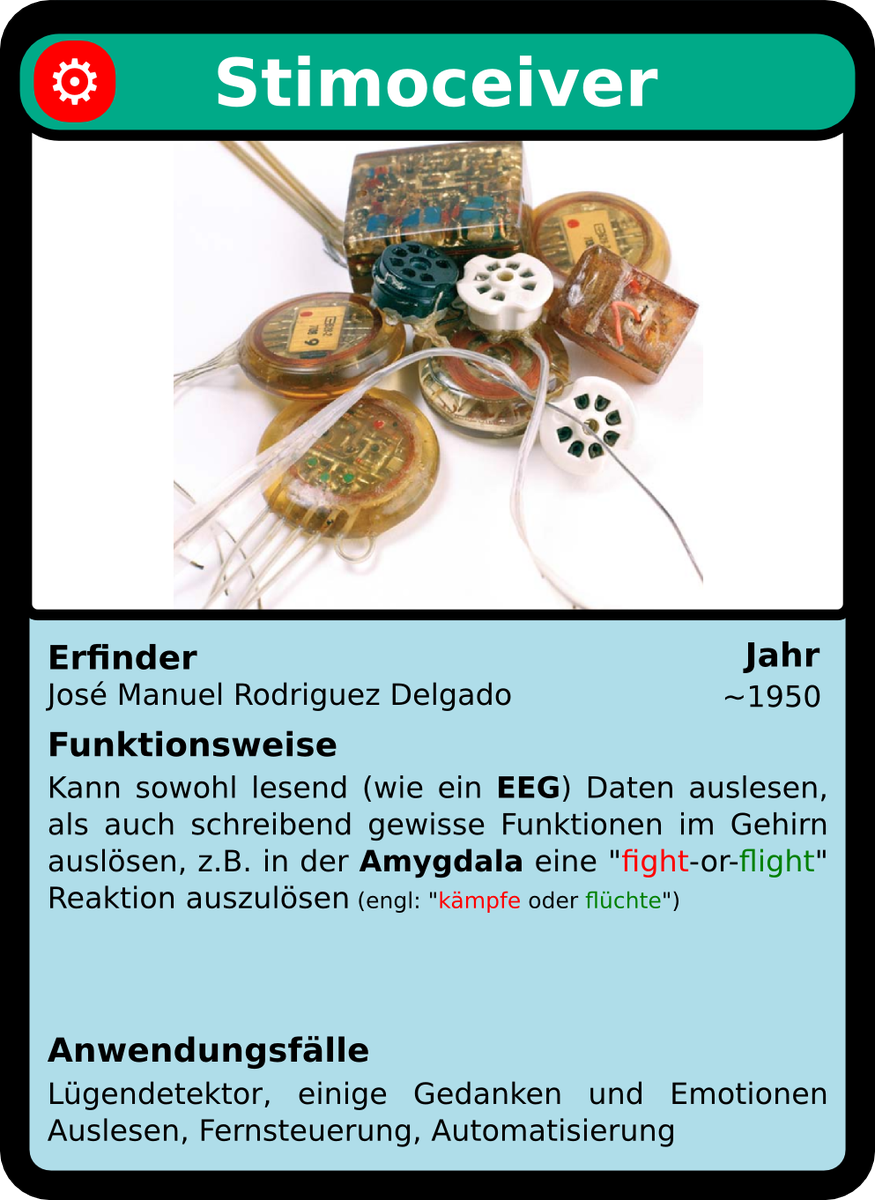 Stimoceiver
Erfinder
Jahr
José Manuel Rodriguez Delgado
~1950
Funktionsweise
Kann sowohl lesend (wie ein EEG) Daten auslesen,
als auch schreibend gewisse Funktionen im Gehirn
auslösen, z.B. in der Amygdala eine "fight-or-flight"
Reaktion auszulösen (engl: "kämpfe oder flüchte")
Anwendungsfälle
Lügendetektor, einige Gedanken und Emotionen
Auslesen, Fernsteuerung, Automatisierung